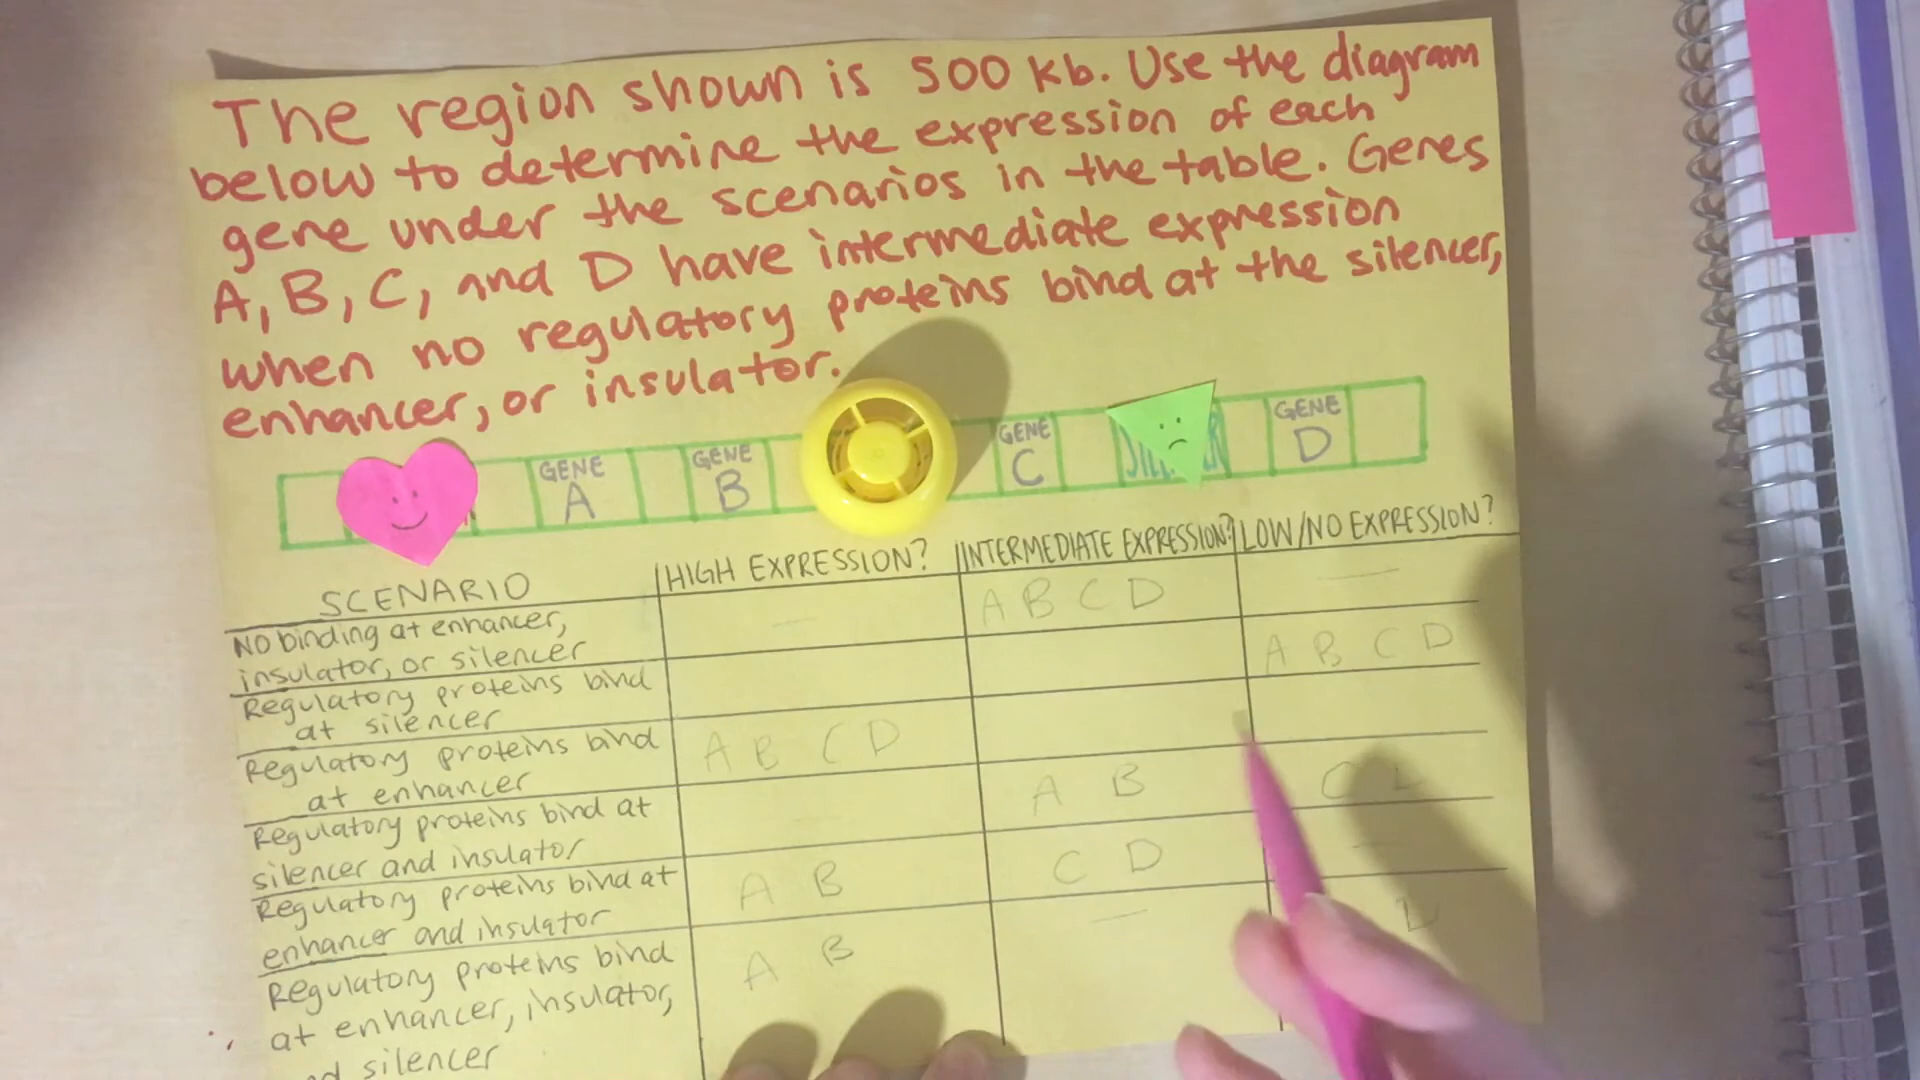 The region shown is 500 kb. Use the diagram
below to determine the expression of each
gene under the scenarios in the table. Genes
A, B, C, and D have intermediate expression
when no regulatory proteins bind at the silencer,
enhancer, or insulator.
GENE A GENE B GENE C GENE D
SCENARIO HIGH EXPRESSION? INTERMEDIATE EXPRESSION? LOW/NO EXPRESSION?
No binding at enhancer,
insulator, or silencer
— A B C D —
Regulatory proteins bind
at silencer
A B C D
Regulatory proteins bind
at enhancer
A B C D
Regulatory proteins bind at
silencer and insulator
A B C
Regulatory proteins bind at
enhancer and insulator
A B C D —
Regulatory proteins bind
at enhancer, insulator,
silencer
A B — D